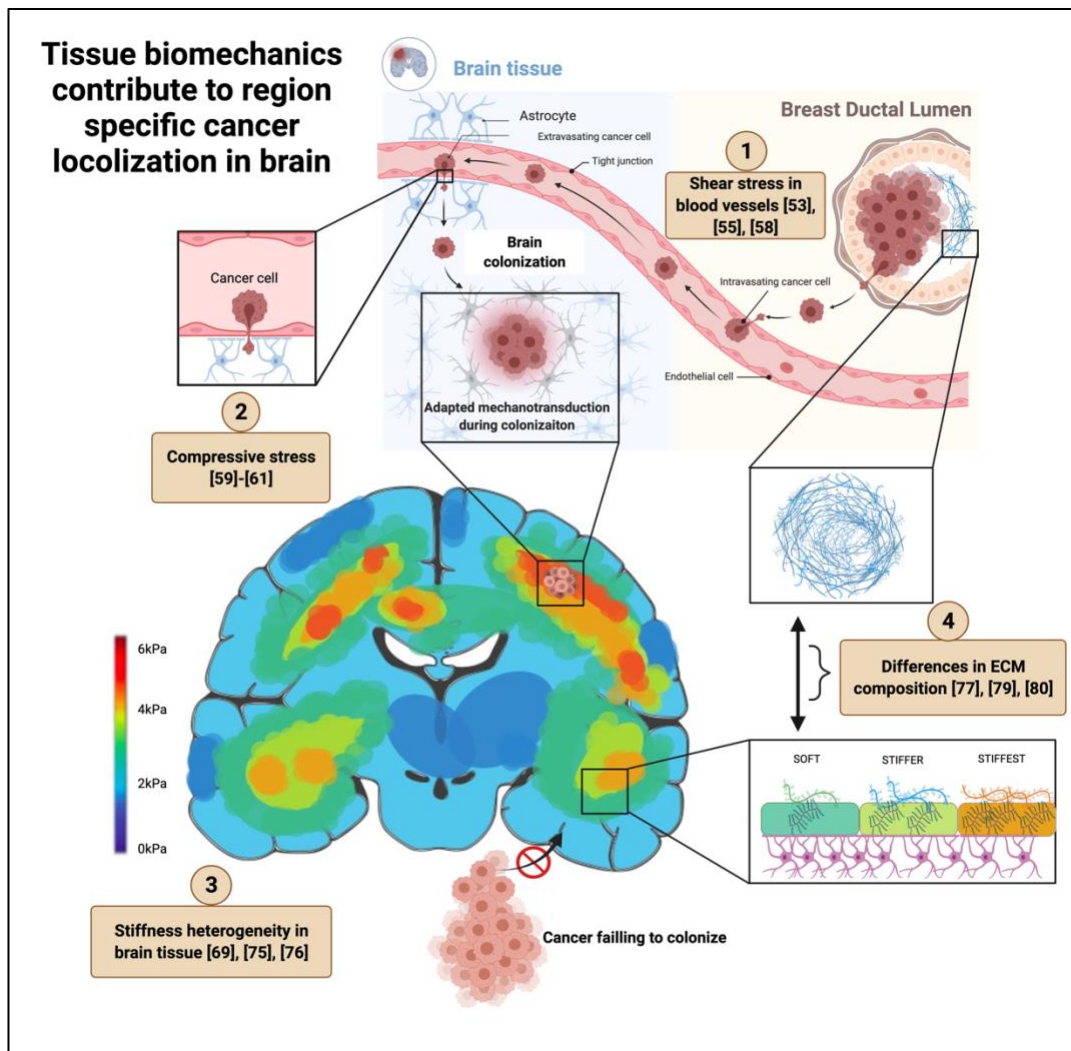 Tissue biomechanics
contribute to region
specific cancer
locolization in brain
Brain tissue
Breast Ductal Lumen
Astrocyte
Extravasating cancer cell
Tight junction
1
Shear stress in
blood vessels [53],
[55], [58]
Cancer cell
Brain
colonization
Intravasating cancer cell
Endothelial cell
Adapted mechanotransduction
during colonizaiton
2
Compressive stress
[59]-[61]
4
Differences in ECM
composition [77], [79], [80]
6kPa
4kPa
2kPa
0kPa
SOFT
STIFFER
STIFFEST
3
Stiffness heterogeneity in
brain tissue [69], [75], [76]
Cancer failling to colonize